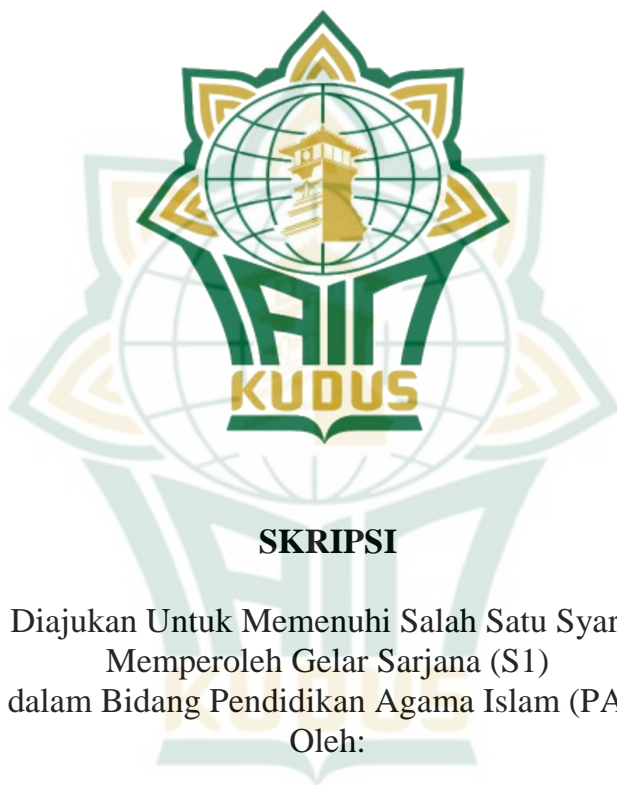 IAIN
KUDUS
SKRIPSI
Diajukan Untuk Memenuhi Salah Satu Syar
Memperoleh Gelar Sarjana (S1)
dalam Bidang Pendidikan Agama Islam (PA
Oleh: